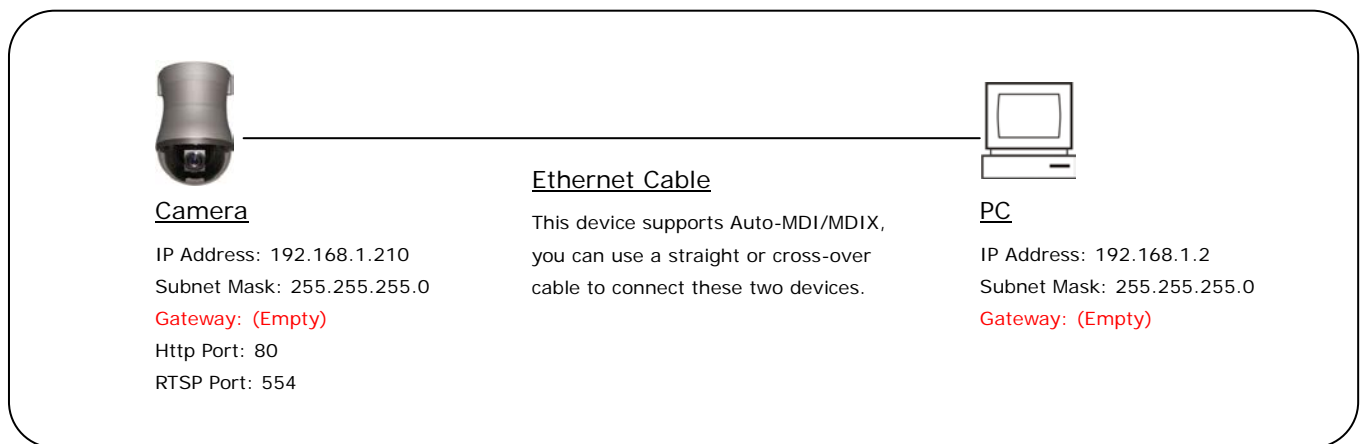 Camera
IP Address: 192.168.1.210
Subnet Mask: 255.255.255.0
Gateway: (Empty)
Http Port: 80
RTSP Port: 554
Ethernet Cable
This device supports Auto-MDI/MDIX,
you can use a straight or cross-over
cable to connect these two devices.
PC
IP Address: 192.168.1.2
Subnet Mask: 255.255.255.0
Gateway: (Empty)